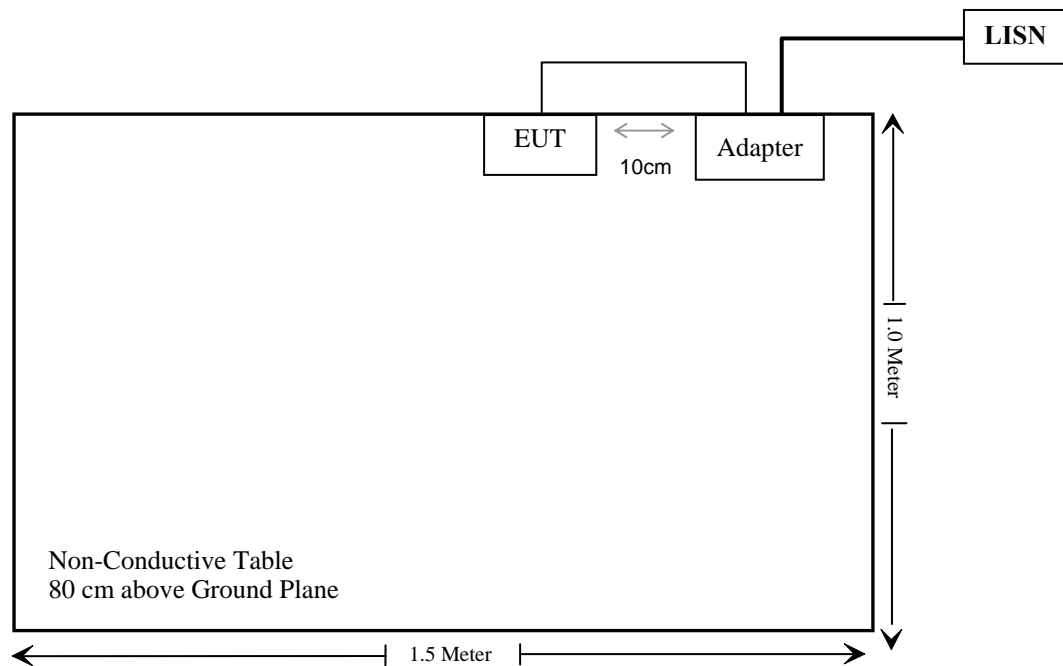 LISN
EUT
Adapter
10cm
1.0 Meter
Non-Conductive Table
80 cm above Ground Plane
1.5 Meter